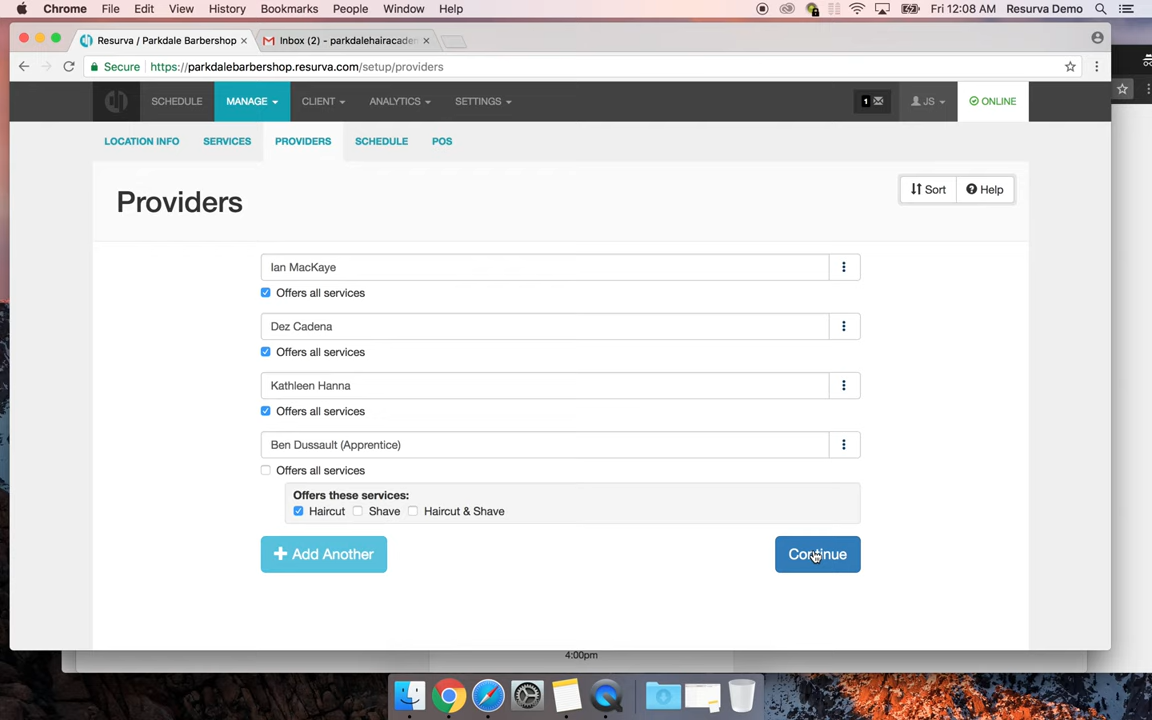 Chrome File Edit View History Bookmarks People Window Help Fri 12:08 AM Resurva Demo
Resurva / Parkdale Barbershop Inbox (2) - parkdalehairacade
Secure https://parkdalebarbershop.resurva.com/setup/providers
SCHEDULE MANAGE CLIENT ANALYTICS SETTINGS 1 JS ONLINE
LOCATION INFO SERVICES PROVIDERS SCHEDULE POS
Providers
Sort Help
Ian MacKaye
Offers all services
Dez Cadena
Offers all services
Kathleen Hanna
Offers all services
Ben Dussault (Apprentice)
Offers all services
Offers these services:
Haircut Shave Haircut & Shave
+ Add Another Continue
4:00pm